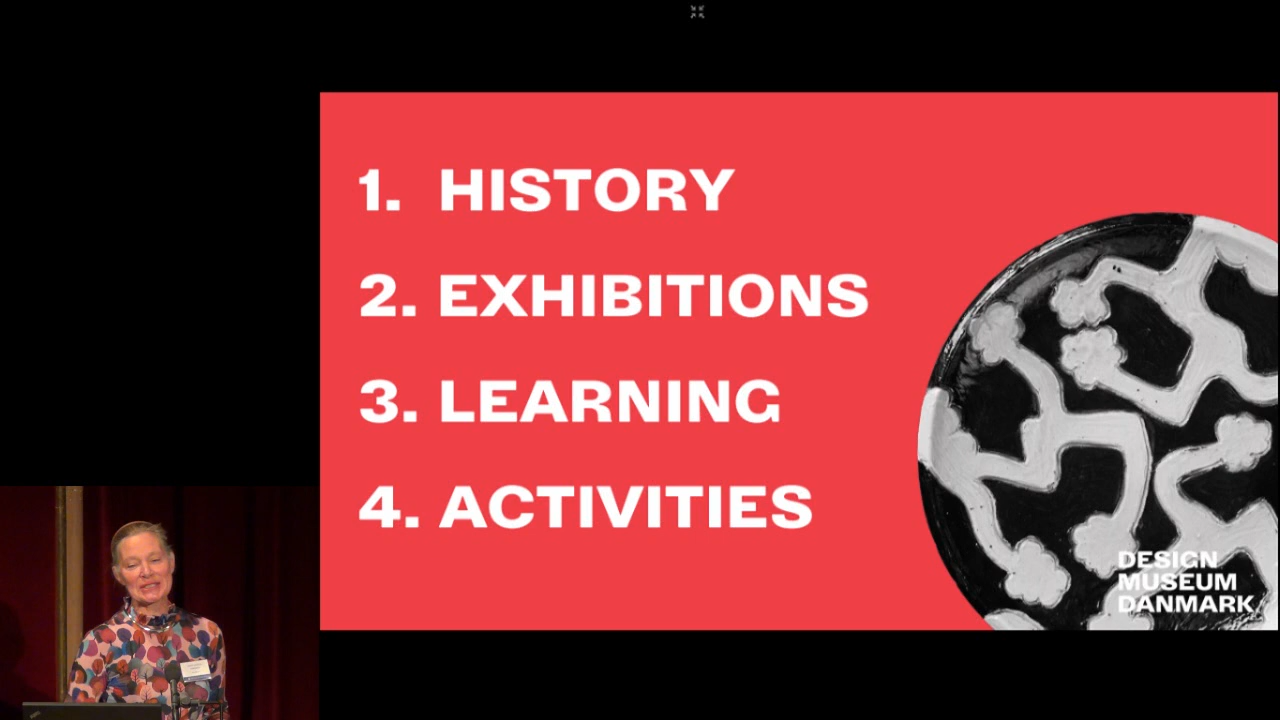 1. HISTORY
2. EXHIBITIONS
3. LEARNING
4. ACTIVITIES
DESIGN
MUSEUM
DANMARK